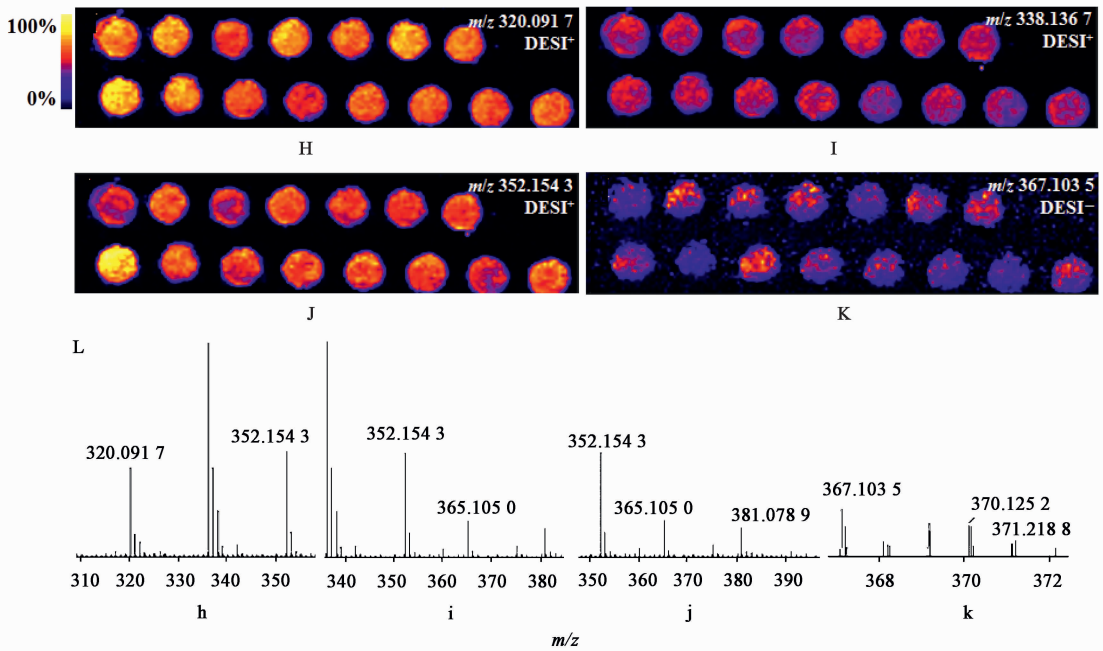 100%
0%
m/z 320.091 7
DESI⁺
H
m/z 338.136 7
DESI⁺
I
m/z 352.154 3
DESI⁺
J
m/z 367.103 5
DESI−
K
L
320.091 7
352.154 3
310 320 330 340 350
h
352.154 3
365.105 0
340 350 360 370 380
i
352.154 3
365.105 0
381.078 9
350 360 370 380 390
j
367.103 5
370.125 2
371.218 8
368 370 372
k
m/z